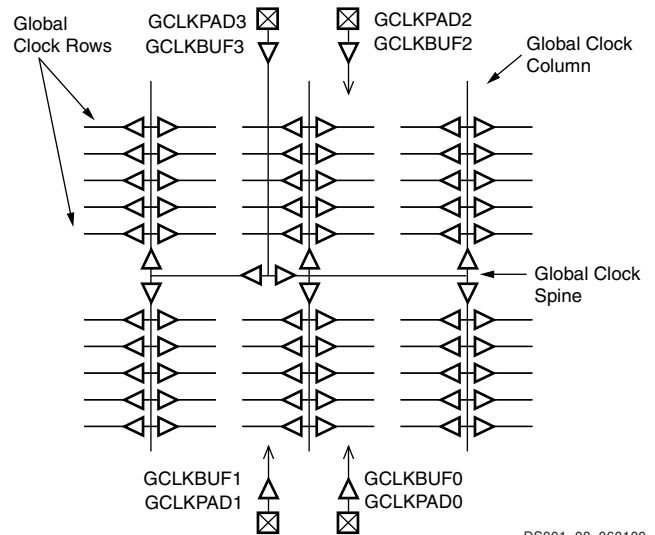 GCLKPAD3
GCLKBUF3
GCLKPAD2
GCLKBUF2
Global
Clock Rows
Global Clock
Column
Global Clock
Spine
GCLKBUF1
GCLKPAD1
GCLKBUF0
GCLKPAD0